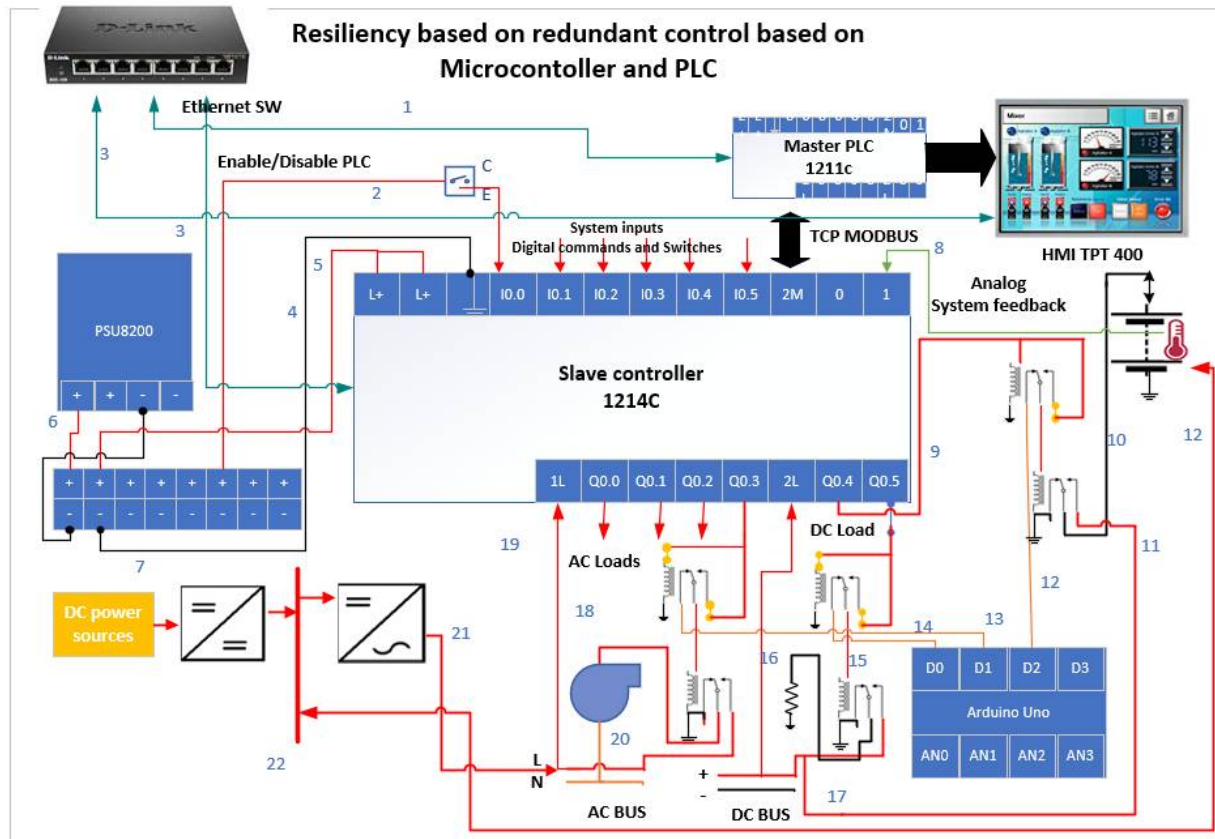 D-Link
Resiliency based on redundant control based on
Microcontoller and PLC
Ethernet SW
1
3
Enable/Disable PLC
2
C
E
Master PLC
1211c
0 1
Mixer
3
System inputs
Digital commands and Switches
TCP MODBUS
8
HMI TPT 400
5
4
L+ L+ I0.0 I0.1 I0.2 I0.3 I0.4 I0.5 2M 0 1
Analog
System feedback
PSU8200
+ + - -
6
Slave controller
1214C
9
10
12
+ + + + + + +
- - - - - - -
7
1L Q0.0 Q0.1 Q0.2 Q0.3 2L Q0.4 Q0.5
19
AC Loads
DC Load
11
12
DC power
sources
18
13
14
21
16
15
D0 D1 D2 D3
Arduino Uno
AN0 AN1 AN2 AN3
20
22
L
N
AC BUS
+
-
DC BUS
17